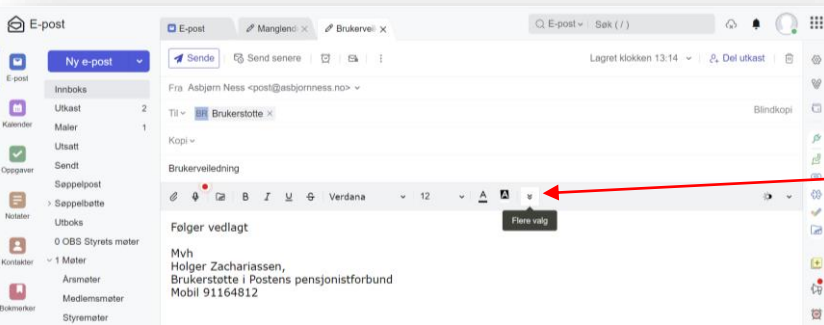 E-post
E-post
Manglend
Brukervei
E-post
Søk ( / )
Ny e-post
Sende
Send senere
Lagret klokken 13:14
Del utkast
E-post
Innboks
Fra Asbjørn Ness <post@asbjornness.no>
Utkast 2
Til BR Brukerstotte
Blindkopi
Kalender
Maler 1
Utsatt
Kopi
Oppgaver
Sendt
Brukerveiledning
Søppelpost
B I U S Verdana 12 A A
Søppelbøtte
Notater
Flere valg
Utboks
Følger vedlagt
0 OBS Styrets møter
Mvh
Kontakter
1 Møter
Holger Zachariassen,
Årsmøter
Brukerstøtte i Postens pensjonistforbund
Mobil 91164812
Medlemsmøter
Bokmerker
Styremøter